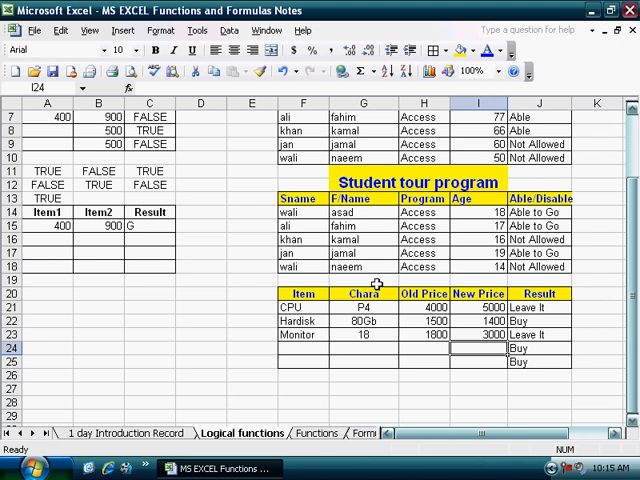 Microsoft Excel - MS EXCEL Functions and Formulas Notes
File Edit View Insert Format Tools Data Window Help
Type a question for help
Arial 10 B I U $ % ,
Σ 100%
I24 fx
A B C D E F G H I J K
7 400 900 FALSE ali fahim Access 77 Able
8 500 TRUE khan kamal Access 66 Able
9 500 FALSE jan jamal Access 60 Not Allowed
10 wali naeem Access 50 Not Allowed
11 TRUE FALSE TRUE
12 FALSE TRUE FALSE Student tour program
13 TRUE Sname F/Name Program Age Able/Disable
14 Item1 Item2 Result wali asad Access 18 Able to Go
15 400 900 G ali fahim Access 17 Able to Go
16 khan kamal Access 16 Not Allowed
17 jan jamal Access 19 Able to Go
18 wali naeem Access 14 Not Allowed
19
20 Item Chara Old Price New Price Result
21 CPU P4 4000 5000 Leave It
22 Hardisk 80Gb 1500 1400 Buy
23 Monitor 18 1800 3000 Leave It
24 Buy
25 Buy
26
27
28
29
1 day Introduction Record Logical functions Functions Form
Ready NUM
start MS EXCEL Functions ... 10:15 AM